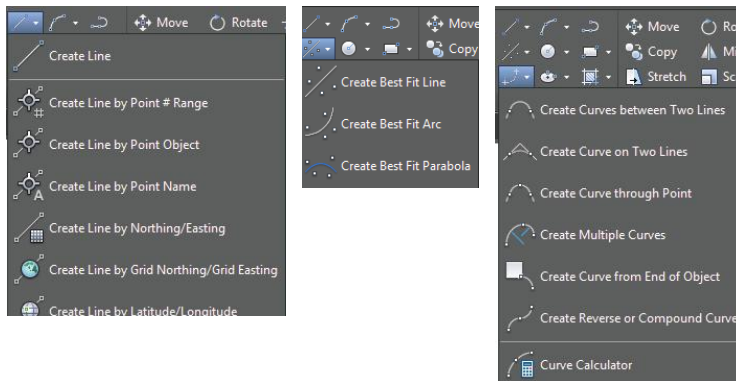 Move Rotate
Create Line
Create Line by Point # Range
Create Line by Point Object
Create Line by Point Name
Create Line by Northing/Easting
Create Line by Grid Northing/Grid Easting
Create Line by Latitude/Longitude
Move
Copy
Create Best Fit Line
Create Best Fit Arc
Create Best Fit Parabola
Move Ro
Copy Mi
Stretch Sc
Create Curves between Two Lines
Create Curve on Two Lines
Create Curve through Point
Create Multiple Curves
Create Curve from End of Object
Create Reverse or Compound Curve
Curve Calculator